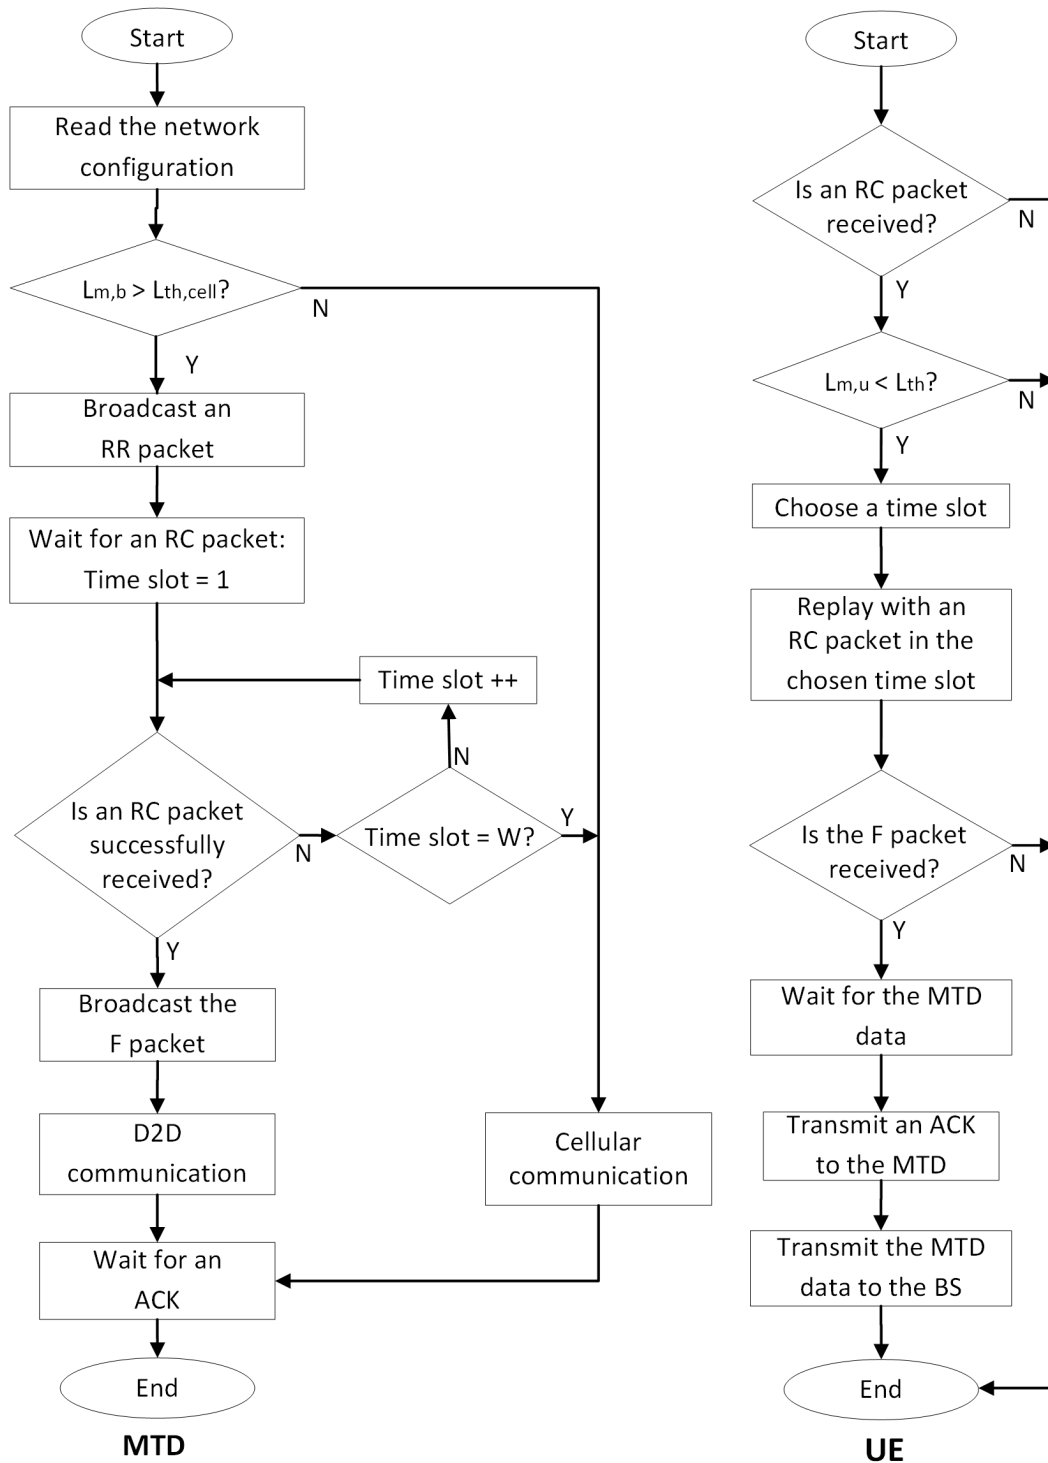 Start
Read the network
configuration
Lm,b > Lth,cell?
N
Y
Broadcast an
RR packet
Wait for an RC packet:
Time slot = 1
Time slot ++
N
Is an RC packet
successfully
received?
N
Time slot = W?
Y
Y
Broadcast the
F packet
D2D
communication
Cellular
communication
Wait for an
ACK
End
MTD
Start
Is an RC packet
received?
N
Y
Lm,u < Lth?
N
Y
Choose a time slot
Replay with an
RC packet in the
chosen time slot
Is the F packet
received?
N
Y
Wait for the MTD
data
Transmit an ACK
to the MTD
Transmit the MTD
data to the BS
End
UE